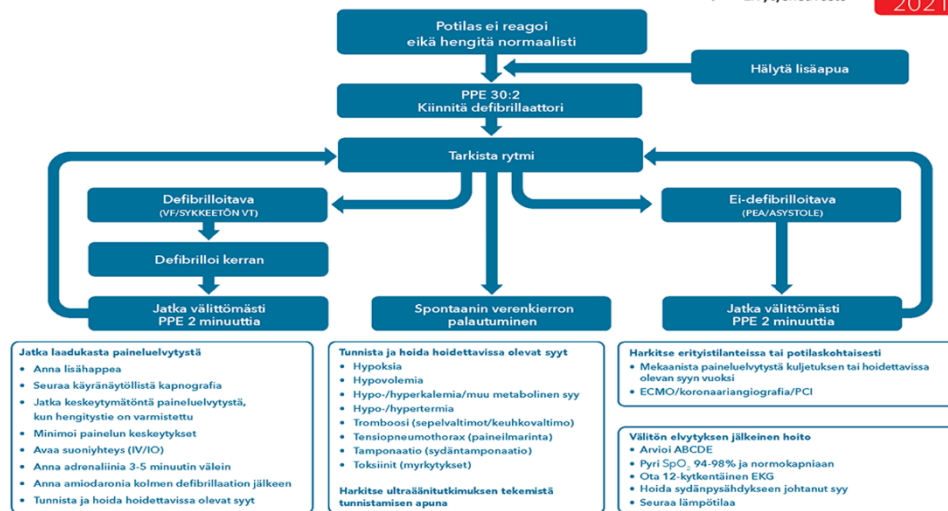 2021
Potilas ei reagoi
eikä hengitä normaalisti
Hälytä lisäapua
PPE 30:2
Kiinnitä defibrillaattori
Tarkista rytmi
Defibrilloitava
(VF/SYKKEETÖN VT)
Ei-defibrilloitava
(PEA/ASYSTOLE)
Defibrilloi kerran
Jatka välittömästi
PPE 2 minuuttia
Spontaanin verenkierron
palautuminen
Jatka välittömästi
PPE 2 minuuttia
Jatka laadukasta paineluelvytystä
• Anna lisähappea
• Seuraa käyränäytöllistä kapnografia
• Jatka keskeytymätöntä paineluelvytystä,
kun hengitystie on varmistettu
• Minimoi painelun keskeytykset
• Avaa suoniyhteys (IV/IO)
• Anna adrenaliinia 3-5 minuutin välein
• Anna amiodaronia kolmen defibrillaation jälkeen
• Tunnista ja hoida hoidettavissa olevat syyt
Tunnista ja hoida hoidettavissa olevat syyt
• Hypoksia
• Hypovolemia
• Hypo-/hyperkalemia/muu metabolinen syy
• Hypo-/hypertermia
• Tromboosi (sepelvaltimot/keuhkovaltimo)
• Tensiopneumothorax (paineilmarinta)
• Tamponaatio (sydäntamponaatio)
• Toksiinit (myrkytykset)
Harkitse ultraäänitutkimuksen tekemistä
tunnistamisen apuna
Harkitse erityistilanteissa tai potilaskohtaisesti
• Mekaanista paineluelvytystä kuljetuksen tai hoidettavissa
olevan syyn vuoksi
• ECMO/koronaariangiografia/PCI
Välitön elvytyksen jälkeinen hoito
• Arvioi ABCDE
• Pyri SpO₂ 94-98% ja normokapniaan
• Ota 12-kytkentäinen EKG
• Hoida sydänpysähdykseen johtanut syy
• Seuraa lämpötilaa